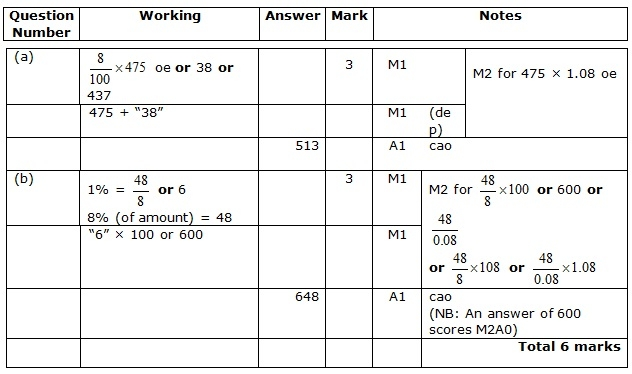 Question Number Working Answer Mark Notes
(a) 8/100 × 475 oe or 38 or 437 3 M1 M2 for 475 × 1.08 oe
475 + “38” M1 (dep)
513 A1 cao
(b) 1% = 48/8 or 6
8% (of amount) = 48 3 M1 M2 for 48/8 × 100 or 600 or
48/0.08
“6” × 100 or 600 M1 or 48/8 × 108 or 48/0.08 × 1.08
648 A1 cao
(NB: An answer of 600
scores M2A0)
Total 6 marks